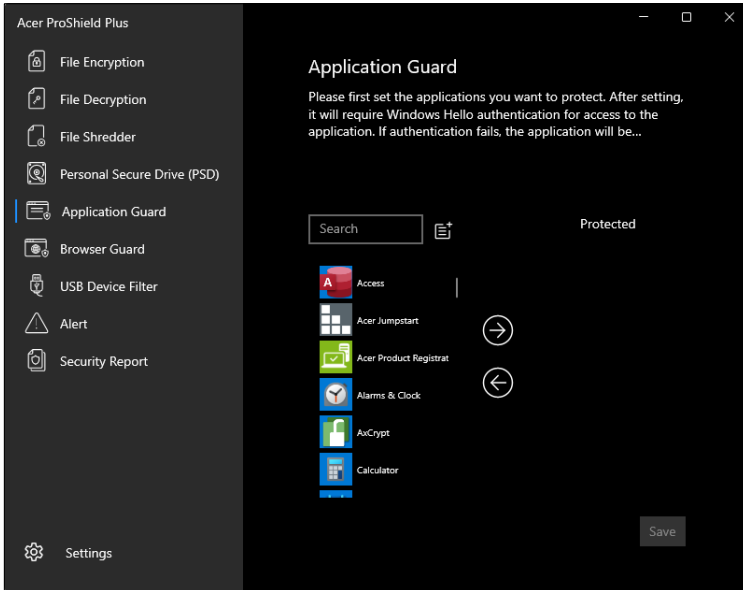 Acer ProShield Plus
File Encryption
File Decryption
File Shredder
Personal Secure Drive (PSD)
Application Guard
Browser Guard
USB Device Filter
Alert
Security Report
Settings
Application Guard
Please first set the applications you want to protect. After setting,
it will require Windows Hello authentication for access to the
application. If authentication fails, the application will be...
Search
Protected
A
Access
Acer Jumpstart
Acer Product Registrat
Alarms & Clock
AxCrypt
Calculator
Save